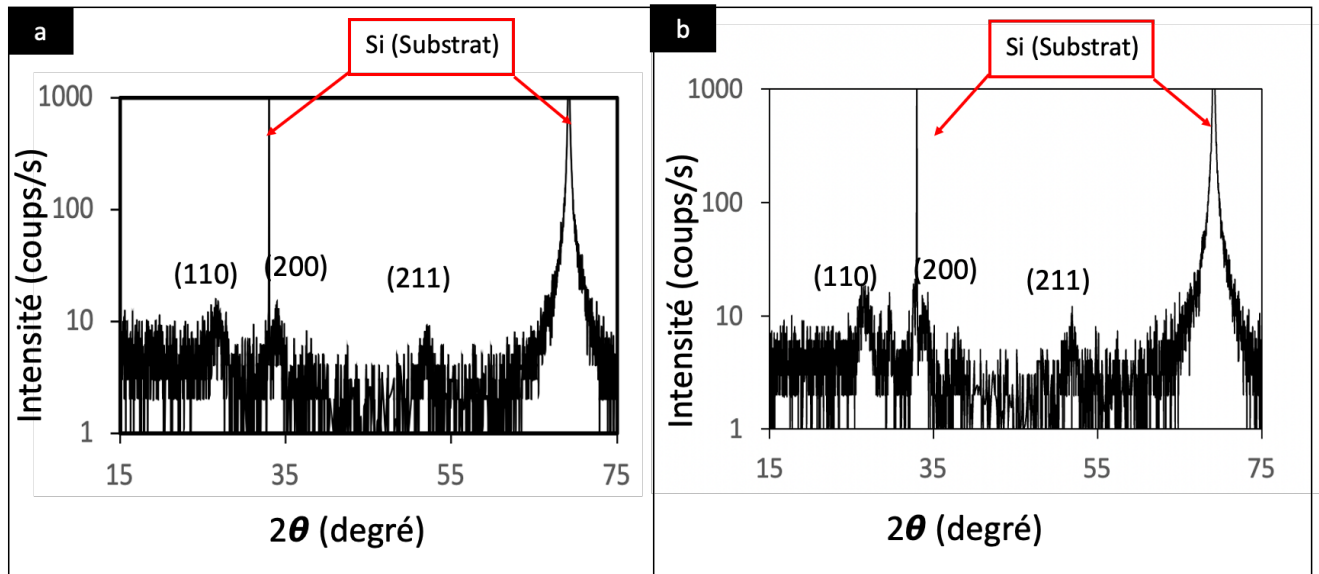 a
Si (Substrat)
1000
100
10
1
Intensité (coups/s)
(110)
(200)
(211)
15
35
55
75
2θ (degré)
b
Si (Substrat)
1000
100
10
1
Intensité (coups/s)
(110)
(200)
(211)
15
35
55
75
2θ (degré)